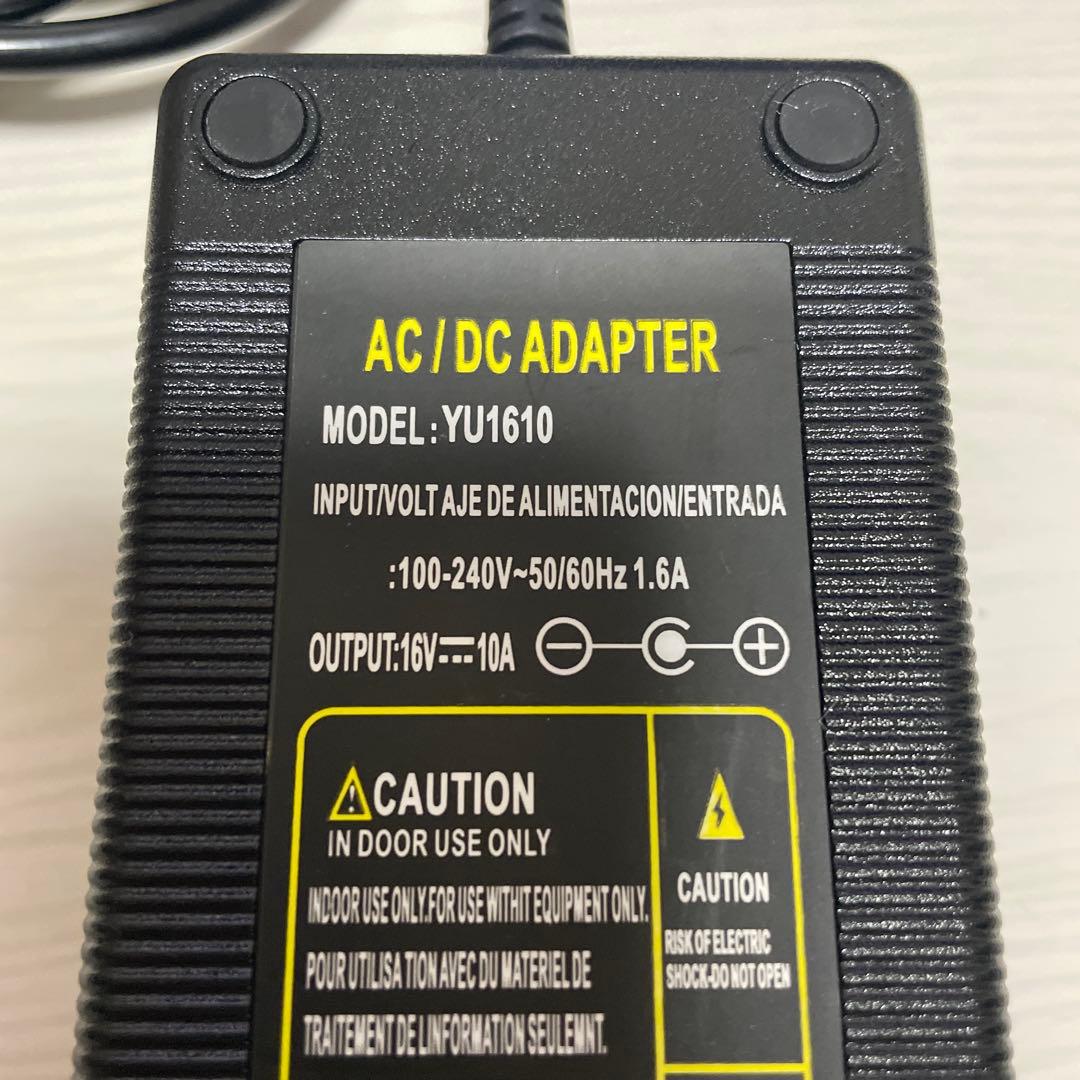 AC / DC ADAPTER
MODEL : YU1610
INPUT/VOLT AJE DE ALIMENTACION/ENTRADA
:100-240V~50/60Hz 1.6A
OUTPUT:16V⎓10A
CAUTION
IN DOOR USE ONLY
INDOOR USE ONLY.FOR USE WITHIT EQUIPMENT ONLY.
POUR UTILISA TION AVEC DU MATERIEL DE
TRAITEMENT DE LINFORMATION SEULEMNT.
CAUTION
RISK OF ELECTRIC
SHOCK-DO NOT OPEN